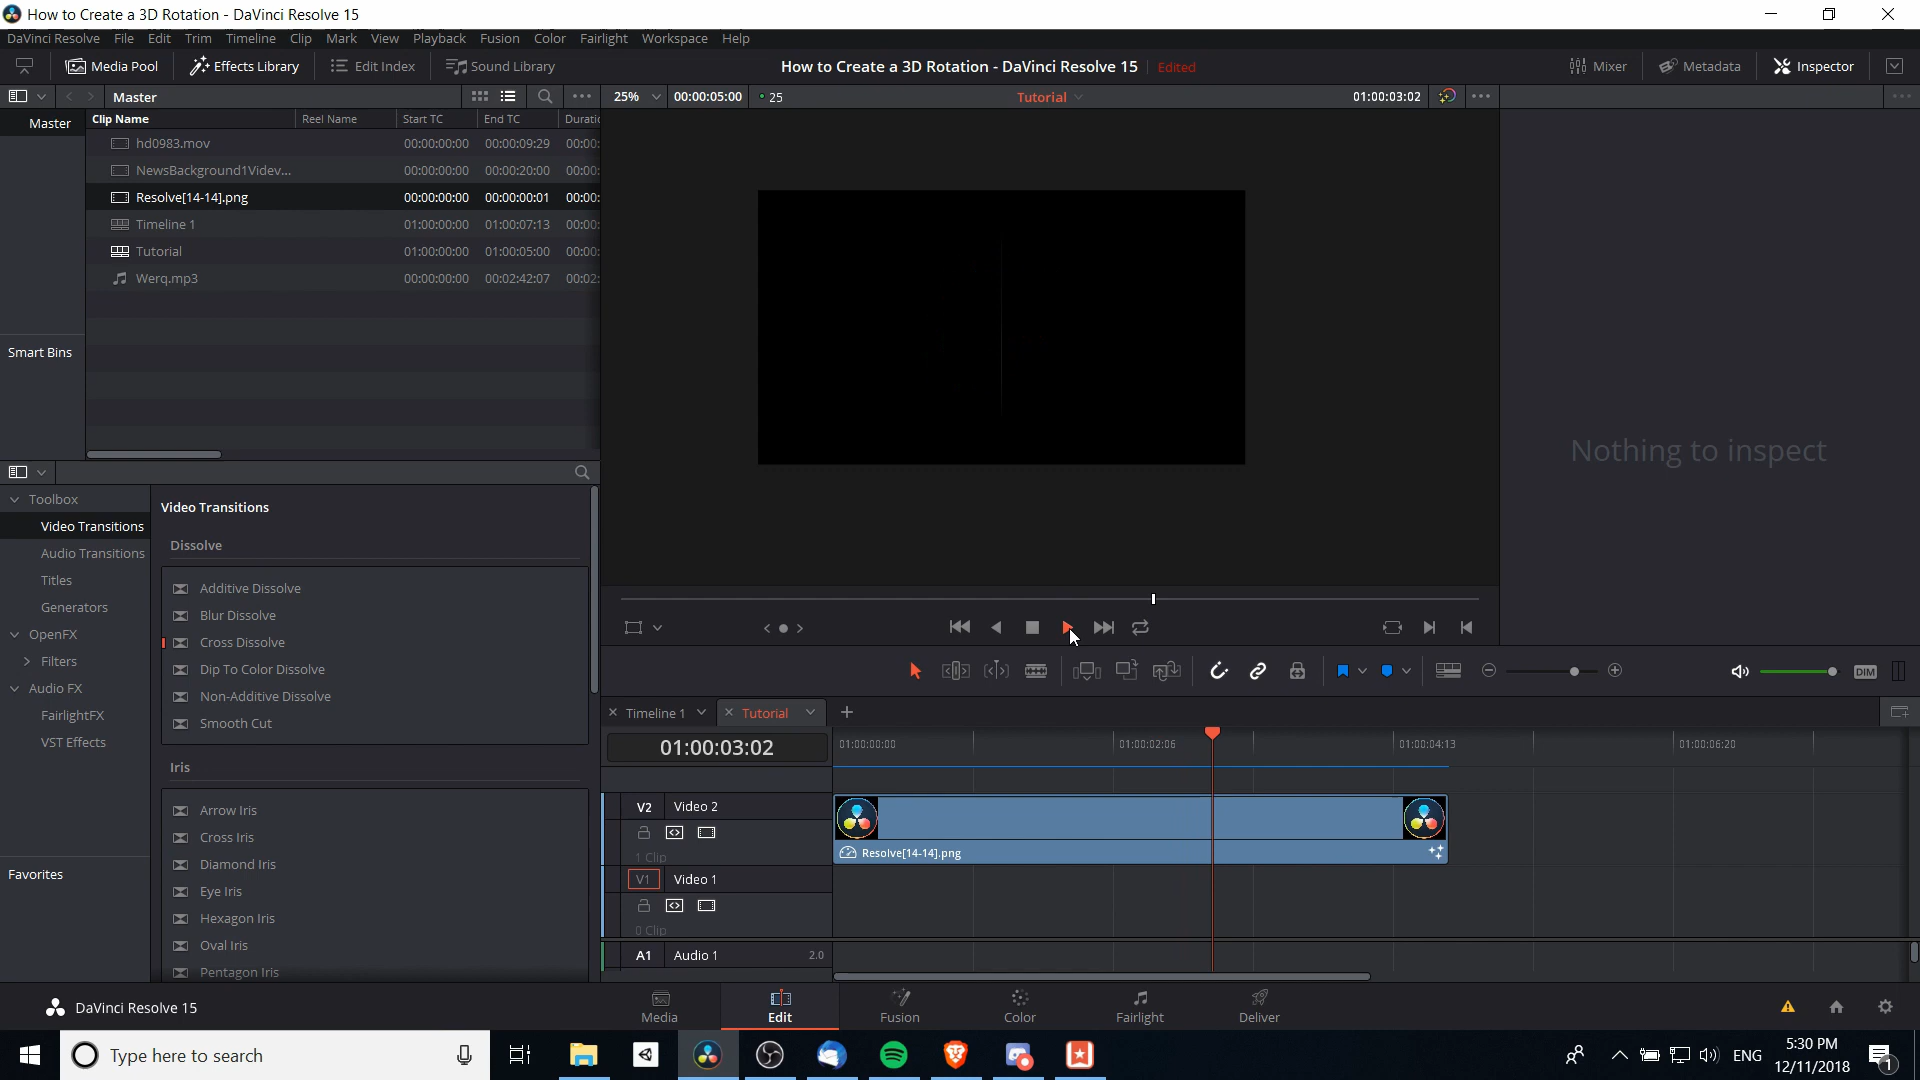 How to Create a 3D Rotation - DaVinci Resolve 15
DaVinci Resolve File Edit Trim Timeline Clip Mark View Playback Fusion Color Fairlight Workspace Help
Media Pool Effects Library Edit Index Sound Library How to Create a 3D Rotation - DaVinci Resolve 15 Edited Mixer Metadata Inspector
Master 25% 00:00:05:00 25 Tutorial 01:00:03:02
Master Clip Name Reel Name Start TC End TC
hd0983.mov 00:00:00:00 00:00:09:29 00:00:
NewsBackground1Videv... 00:00:00:00 00:00:20:00 00:00:
Resolve[14-14].png 00:00:00:00 00:00:00:01 00:00:
Timeline 1 01:00:00:00 01:00:07:13 00:00:
Tutorial 01:00:00:00 01:00:05:00 00:00:
Werq.mp3 00:00:00:00 00:02:42:07 00:02:
Smart Bins
Nothing to inspect
Toolbox
Video Transitions
Audio Transitions
Titles
Generators
OpenFX
Filters
Audio FX
FairlightFX
VST Effects
Favorites
Video Transitions
Dissolve
Additive Dissolve
Blur Dissolve
Cross Dissolve
Dip To Color Dissolve
Non-Additive Dissolve
Smooth Cut
Iris
Arrow Iris
Cross Iris
Diamond Iris
Eye Iris
Hexagon Iris
Oval Iris
Pentagon Iris
DIM
Timeline 1 Tutorial
01:00:03:02 01:00:00:00 01:00:02:06 01:00:04:13 01:00:06:20
V2 Video 2
1 Clip
Resolve[14-14].png
V1 Video 1
0 Clip
A1 Audio 1 2.0
DaVinci Resolve 15 Media Edit Fusion Color Fairlight Deliver
Type here to search
ENG
5:30 PM
12/11/2018
1